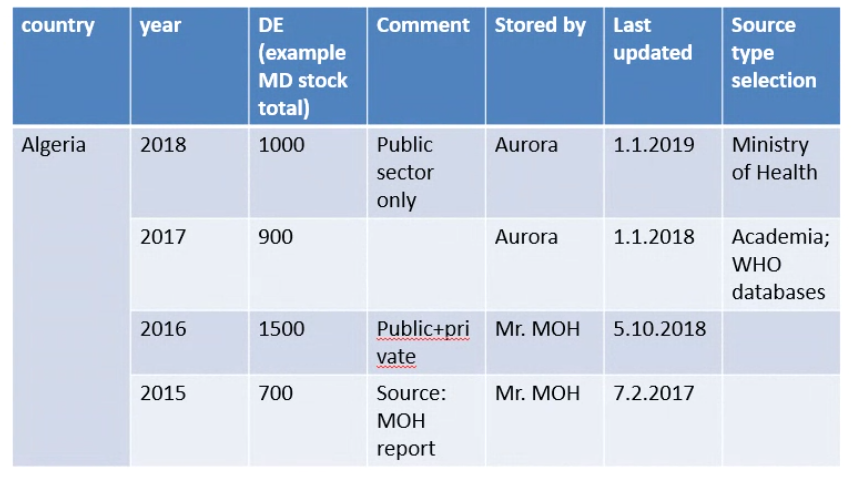 country year DE Comment Stored by Last Source
(example updated type
MD stock selection
total)
Algeria 2018 1000 Public Aurora 1.1.2019 Ministry
sector of Health
only
2017 900 Aurora 1.1.2018 Academia;
WHO
databases
2016 1500 Public+pri Mr. MOH 5.10.2018
vate
2015 700 Source: Mr. MOH 7.2.2017
MOH
report